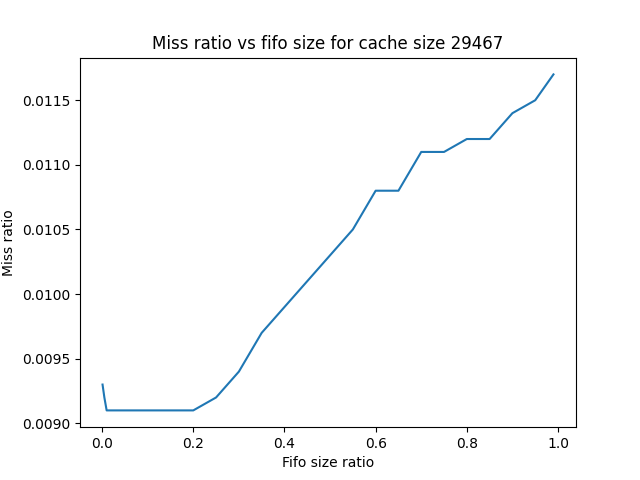 Miss ratio vs fifo size for cache size 29467
Miss ratio
0.0115
0.0110
0.0105
0.0100
0.0095
0.0090
0.0 0.2 0.4 0.6 0.8 1.0
Fifo size ratio